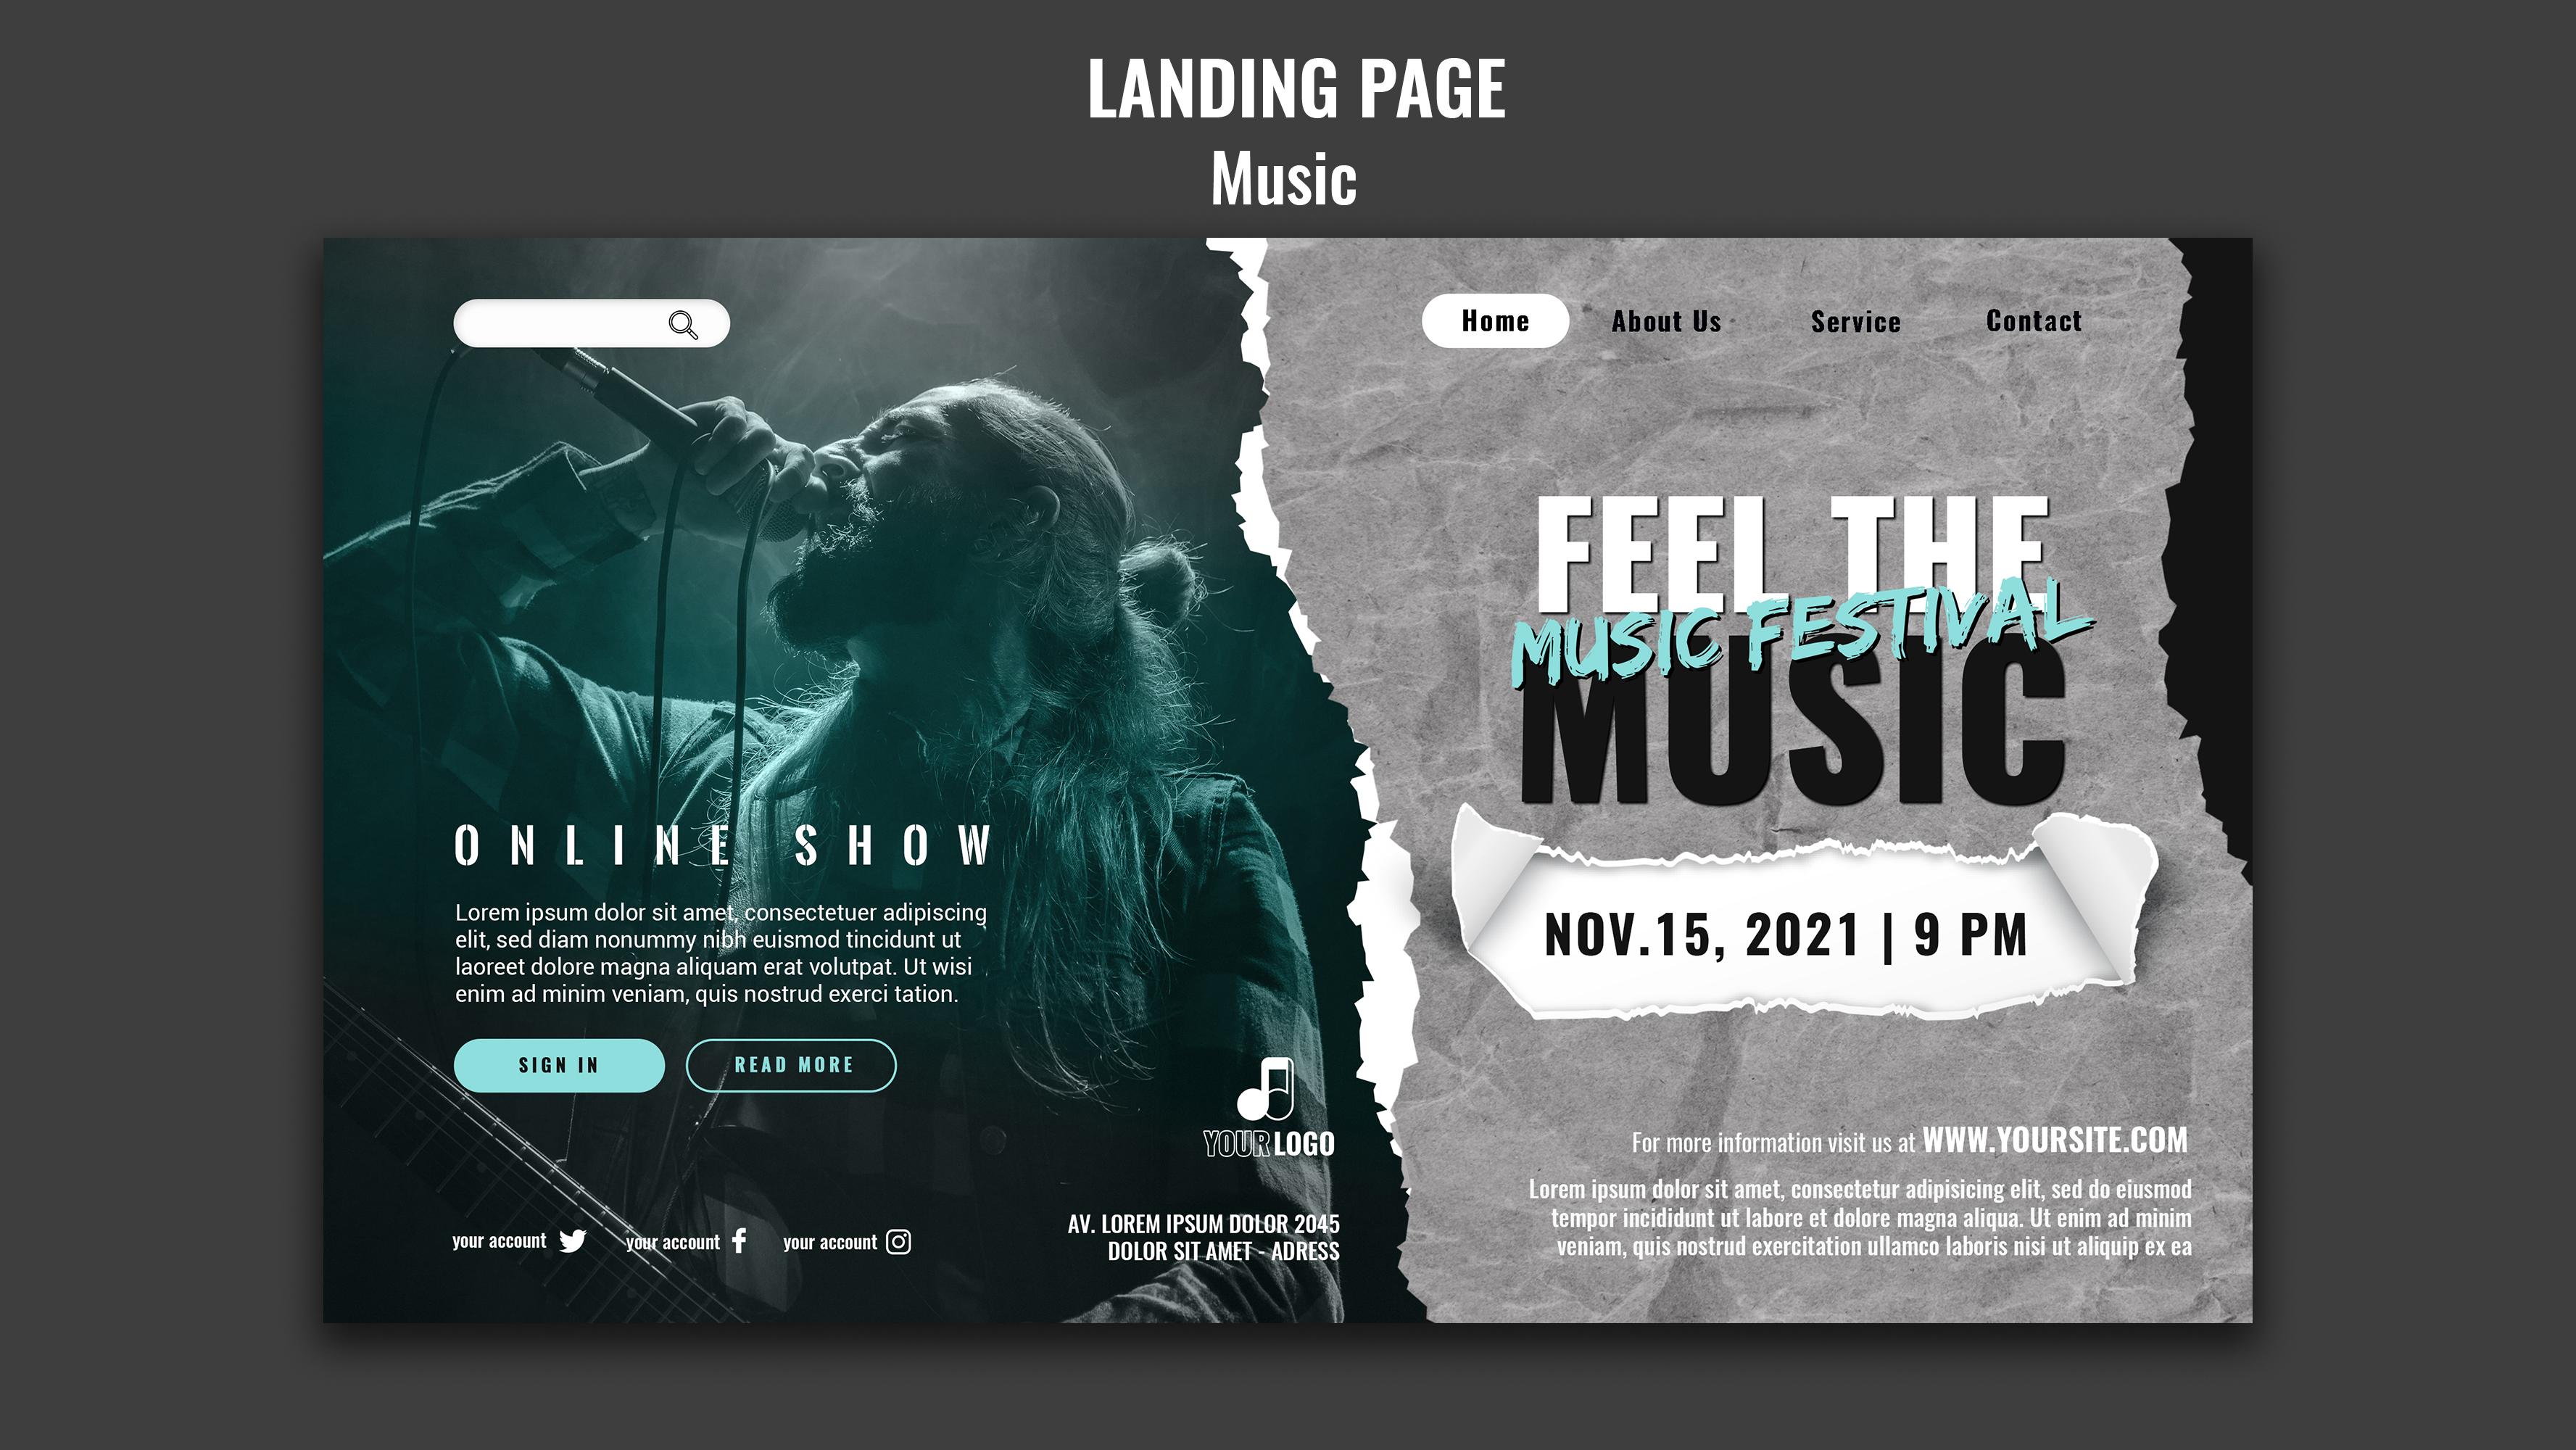 LANDING PAGE
Music
Home
About Us
Service
Contact
FEEL THE
MUSIC FESTIVAL
MUSIC
NOV.15, 2021 | 9 PM
ONLINE SHOW
Lorem ipsum dolor sit amet, consectetuer adipiscing
elit, sed diam nonummy nibh euismod tincidunt ut
laoreet dolore magna aliquam erat volutpat. Ut wisi
enim ad minim veniam, quis nostrud exerci tation.
SIGN IN
READ MORE
YOUR LOGO
your account
your account
your account
AV. LOREM IPSUM DOLOR 2045
DOLOR SIT AMET - ADRESS
For more information visit us at WWW.YOURSITE.COM
Lorem ipsum dolor sit amet, consectetur adipisicing elit, sed do eiusmod
tempor incididunt ut labore et dolore magna aliqua. Ut enim ad minim
veniam, quis nostrud exercitation ullamco laboris nisi ut aliquip ex ea